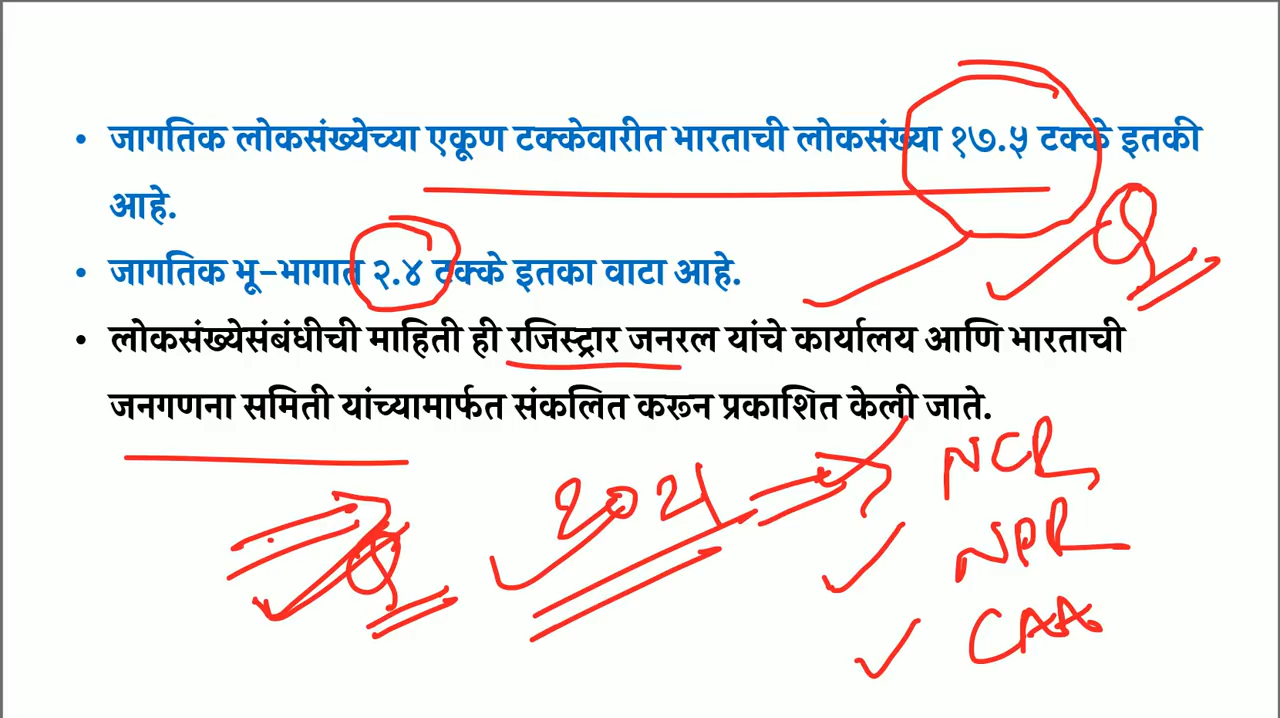 • जागतिक लोकसंख्येच्या एकूण टक्केवारीत भारताची लोकसंख्या १७.५ टक्के इतकी
आहे.
• जागतिक भू-भागात २.४ टक्के इतका वाटा आहे.
• लोकसंख्येसंबंधीची माहिती ही रजिस्ट्रार जनरल यांचे कार्यालय आणि भारताची
जनगणना समिती यांच्यामार्फत संकलित करून प्रकाशित केली जाते.
NCR
२०२१
NPR
CAA